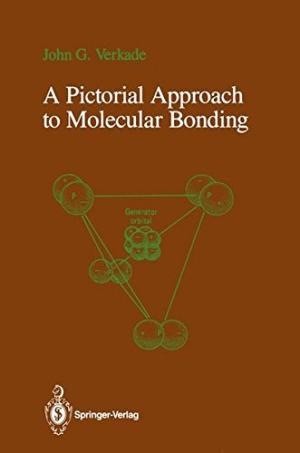 John G. Verkade
A Pictorial Approach
to Molecular Bonding
Generator
orbital
Springer-Verlag